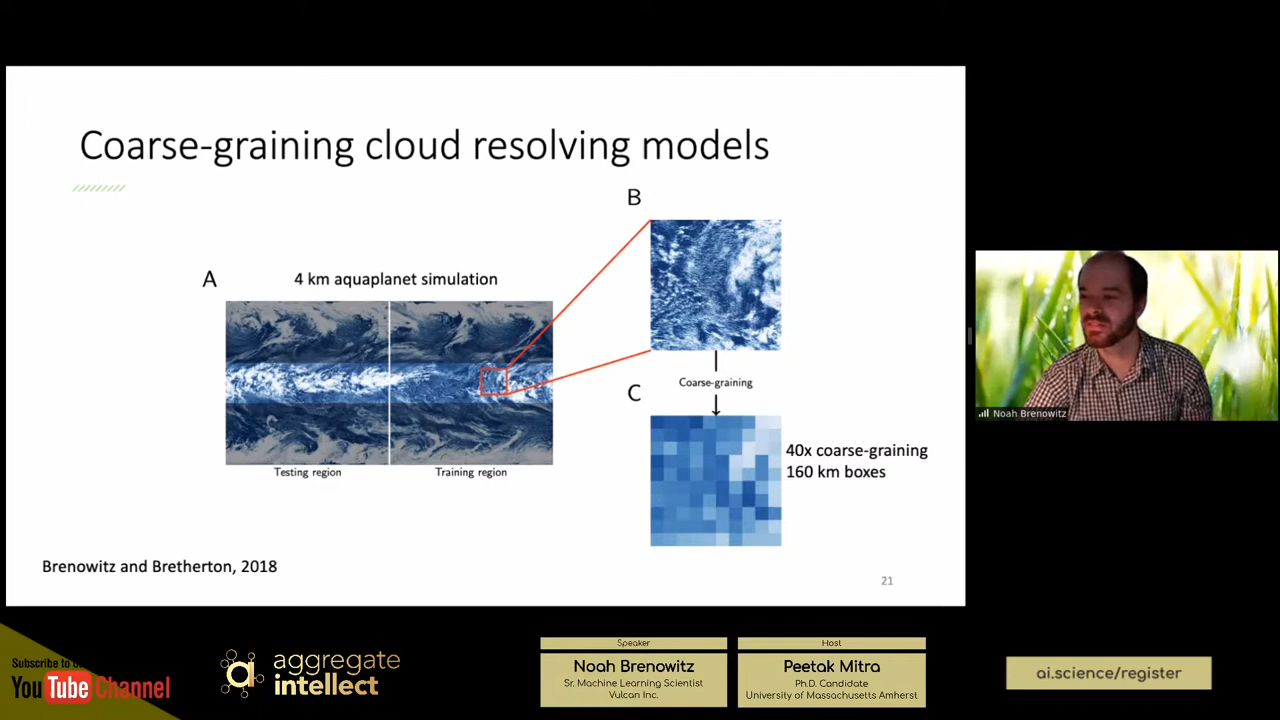 Coarse-graining cloud resolving models
B
A
4 km aquaplanet simulation
Coarse-graining
C
40x coarse-graining
160 km boxes
Testing region
Training region
Brenowitz and Bretherton, 2018
21
Noah Brenowitz
Subscribe to
YouTube Channel
aggregate
intellect
Speaker
Noah Brenowitz
Sr. Machine Learning Scientist
Vulcan Inc.
Host
Peetak Mitra
Ph.D. Candidate
University of Massachusetts Amherst
ai.science/register